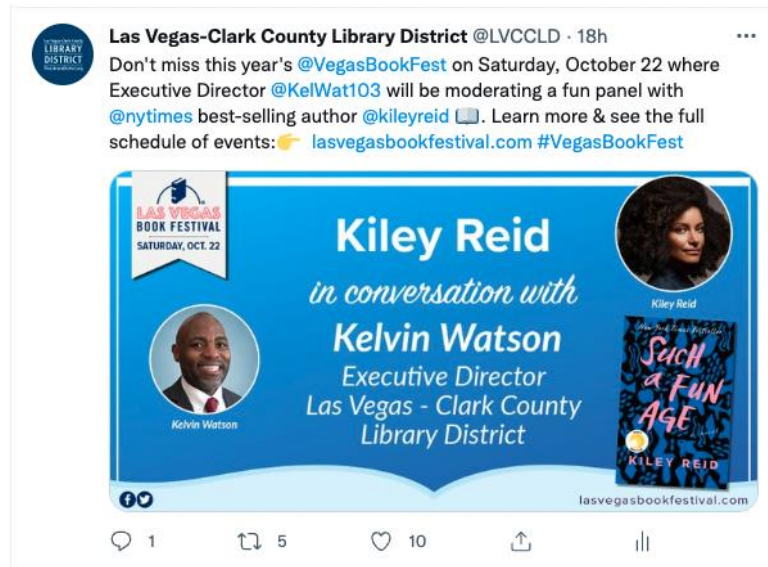 LIBRARY
DISTRICT
Las Vegas-Clark County Library District @LVCCLD · 18h
Don't miss this year's @VegasBookFest on Saturday, October 22 where
Executive Director @KelWat103 will be moderating a fun panel with
@nytimes best-selling author @kileyreid 📖. Learn more & see the full
schedule of events:👉 lasvegasbookfestival.com #VegasBookFest
LAS VEGAS
BOOK FESTIVAL
SATURDAY, OCT. 22
Kiley Reid
in conversation with
Kelvin Watson
Executive Director
Las Vegas - Clark County
Library District
Kelvin Watson
Kiley Reid
New York Times Bestseller
SUCH
a FUN
AGE
KILEY REID
lasvegasbookfestival.com
1
5
10